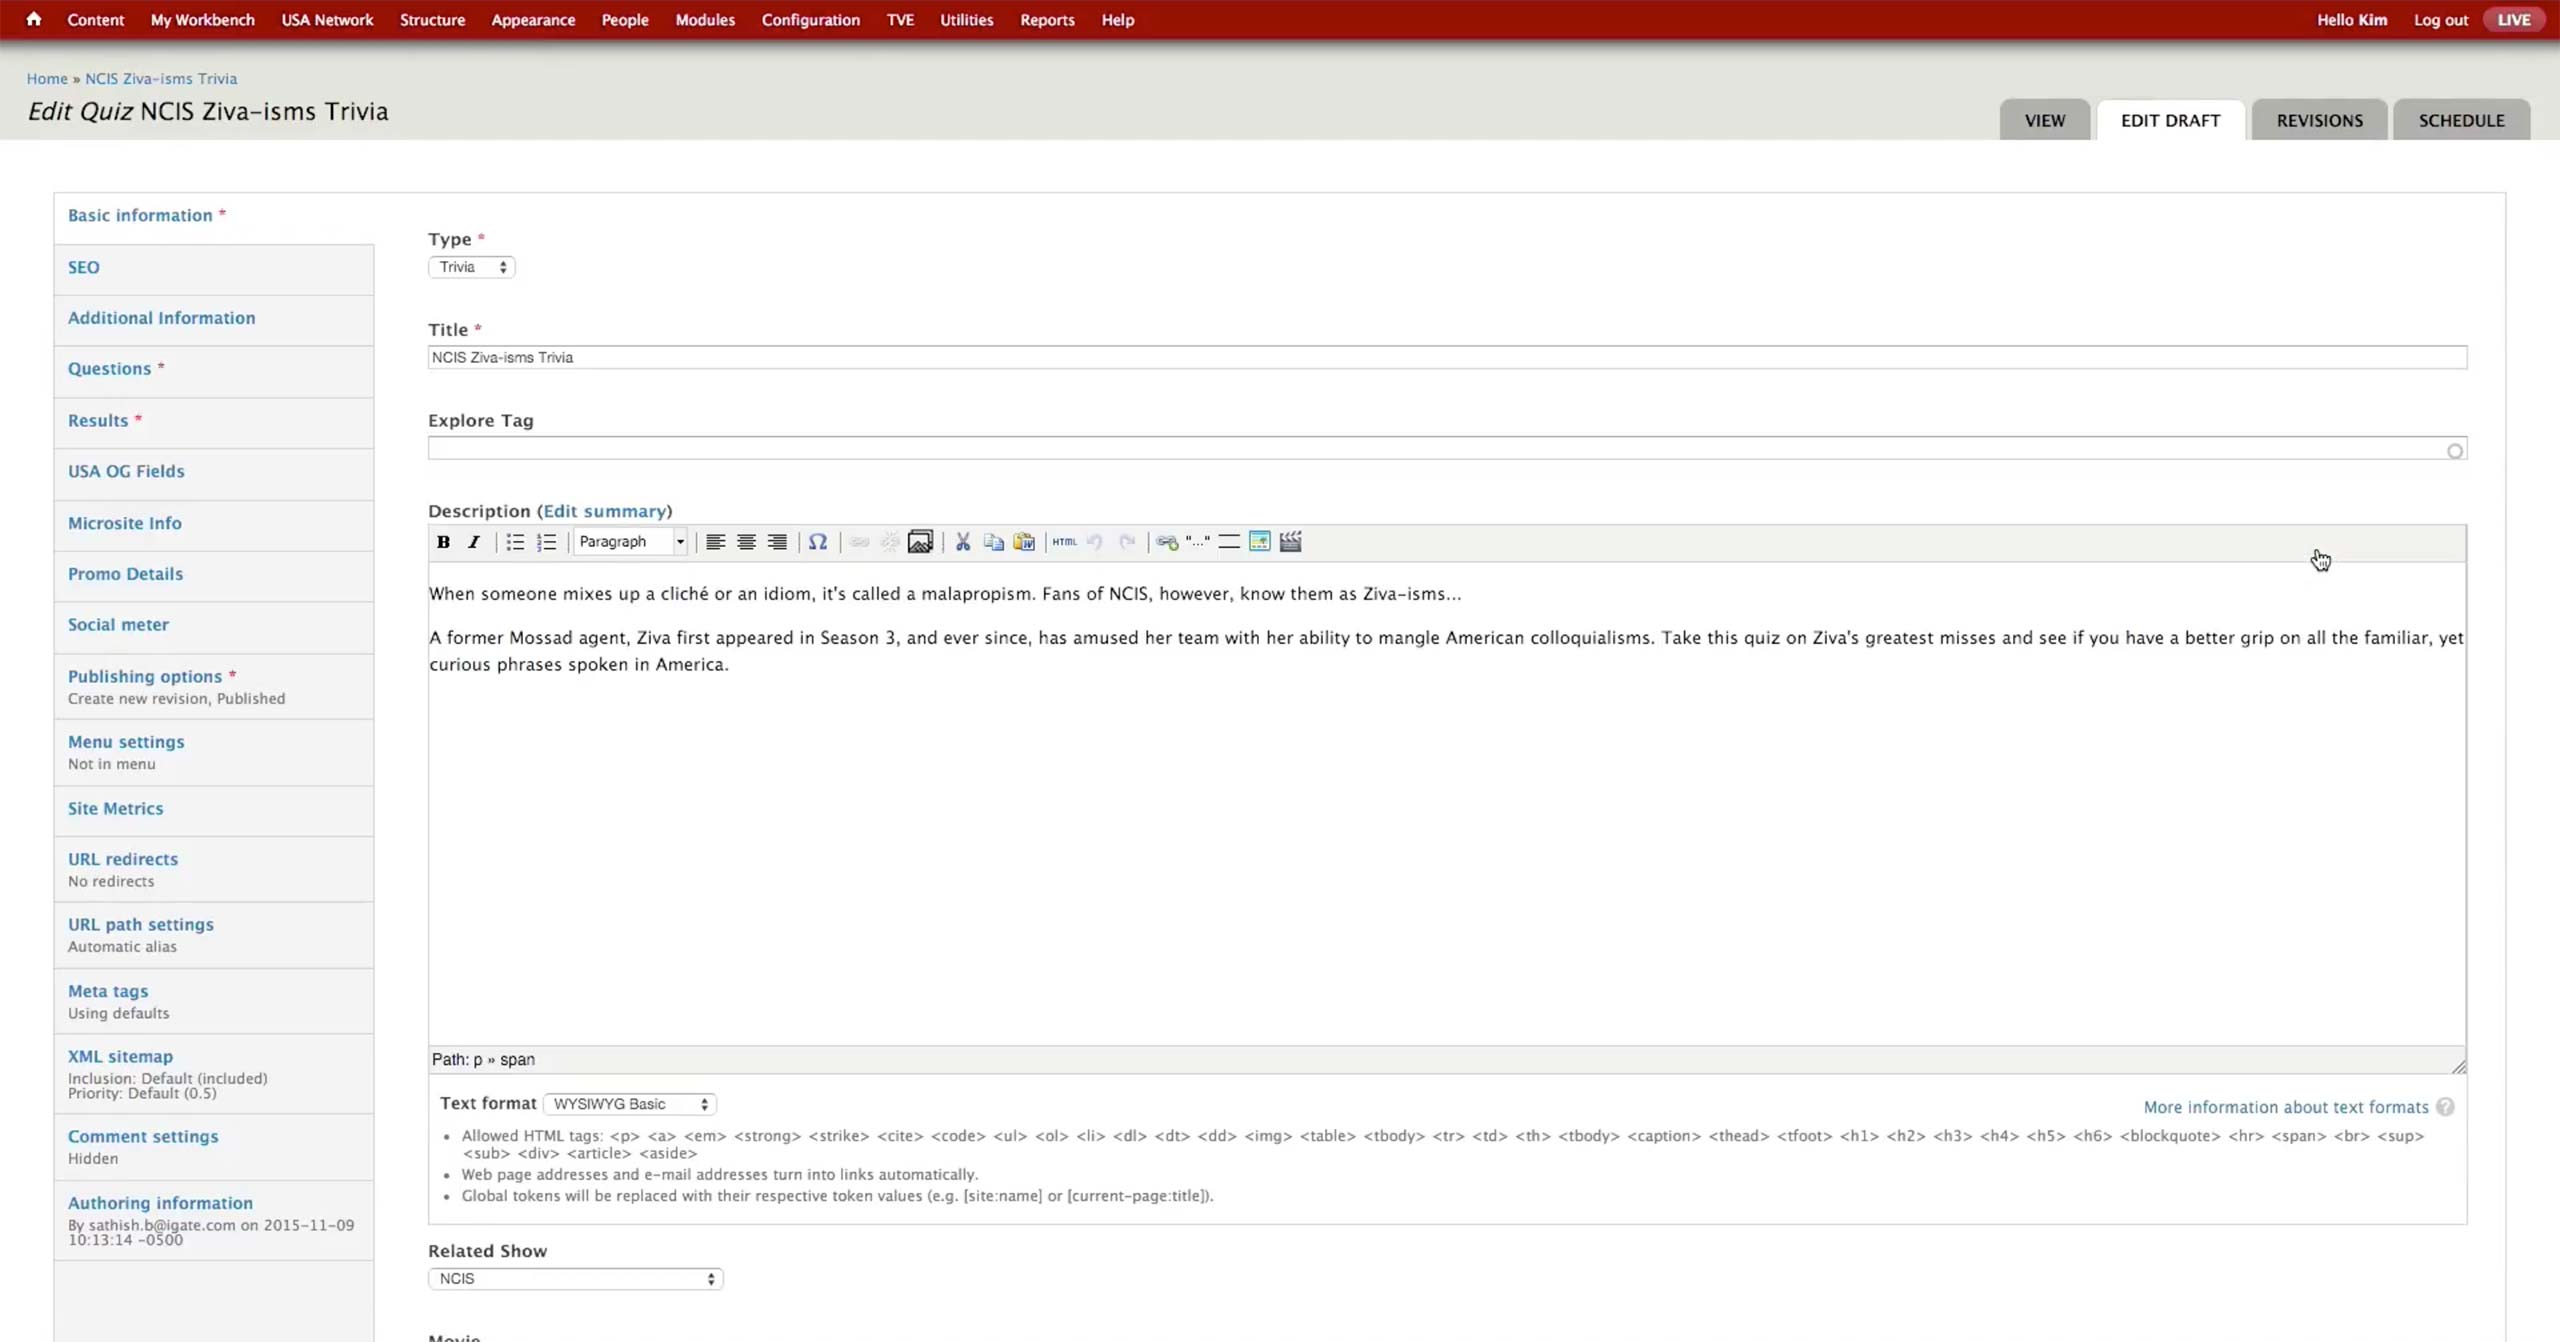 Content My Workbench USA Network Structure Appearance People Modules Configuration TVE Utilities Reports Help Hello Kim Log out LIVE
Home » NCIS Ziva-isms Trivia
Edit Quiz NCIS Ziva-isms Trivia
VIEW EDIT DRAFT REVISIONS SCHEDULE
Basic information *
SEO
Additional Information
Questions *
Results *
USA OG Fields
Microsite Info
Promo Details
Social meter
Publishing options *
Create new revision, Published
Menu settings
Not in menu
Site Metrics
URL redirects
No redirects
URL path settings
Automatic alias
Meta tags
Using defaults
XML sitemap
Inclusion: Default (included)
Priority: Default (0.5)
Comment settings
Hidden
Authoring information
By sathish.b@igate.com on 2015-11-09
10:13:14 -0500
Type *
Trivia
Title *
NCIS Ziva-isms Trivia
Explore Tag
Description (Edit summary)
B I Paragraph Ω HTML "..."
When someone mixes up a cliché or an idiom, it's called a malapropism. Fans of NCIS, however, know them as Ziva-isms...
A former Mossad agent, Ziva first appeared in Season 3, and ever since, has amused her team with her ability to mangle American colloquialisms. Take this quiz on Ziva's greatest misses and see if you have a better grip on all the familiar, yet
curious phrases spoken in America.
Path: p » span
Text format WYSIWYG Basic
More information about text formats ?
• Allowed HTML tags: <p> <a> <em> <strong> <strike> <cite> <code> <ul> <ol> <li> <dl> <dt> <dd> <img> <table> <tbody> <tr> <td> <th> <tbody> <caption> <thead> <tfoot> <h1> <h2> <h3> <h4> <h5> <h6> <blockquote> <hr> <span> <br> <sup>
<sub> <div> <article> <aside>
• Web page addresses and e-mail addresses turn into links automatically.
• Global tokens will be replaced with their respective token values (e.g. [site:name] or [current-page:title]).
Related Show
NCIS
Movie